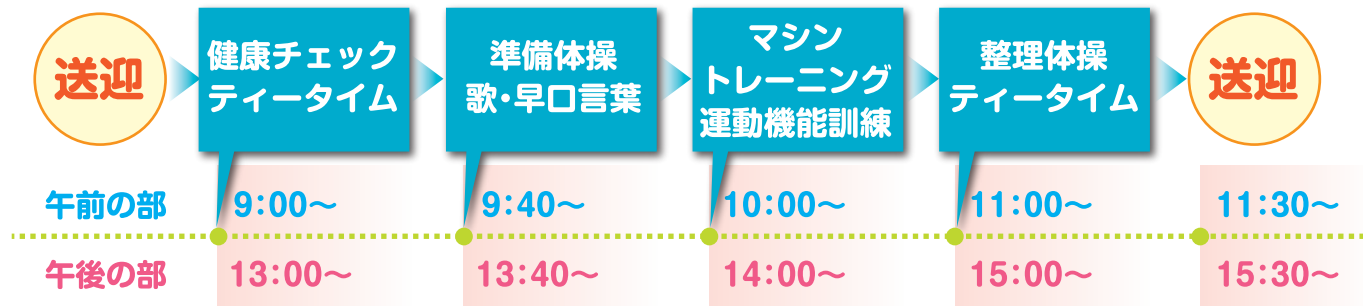 送迎
健康チェック
ティータイム
準備体操
歌・早口言葉
マシン
トレーニング
運動機能訓練
整理体操
ティータイム
送迎
午前の部 9:00〜 9:40〜 10:00〜 11:00〜 11:30〜
午後の部 13:00〜 13:40〜 14:00〜 15:00〜 15:30〜